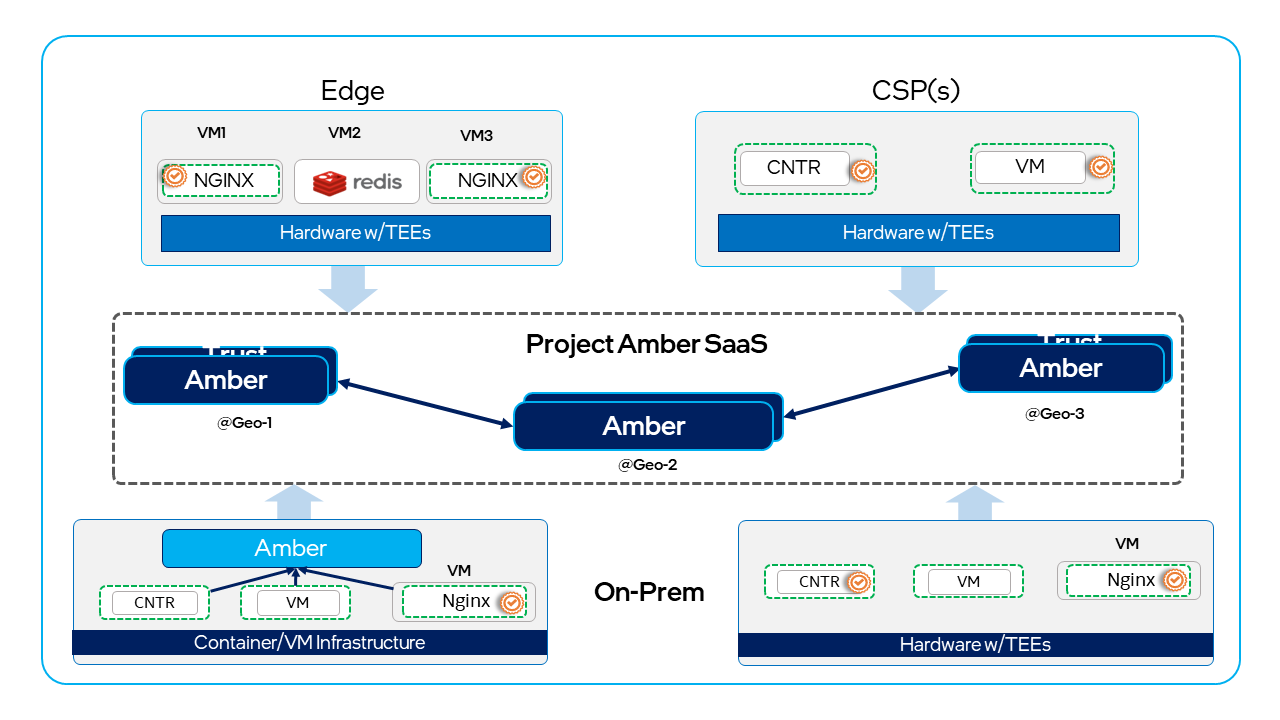 Edge
CSP(s)
VM1
VM2
VM3
NGINX
redis
NGINX
CNTR
VM
Hardware w/TEEs
Hardware w/TEEs
Project Amber SaaS
Trust
Amber
@Geo-1
Amber
@Geo-2
Trust
Amber
@Geo-3
Amber
VM
CNTR
VM
Nginx
Container/VM Infrastructure
On-Prem
VM
CNTR
VM
Nginx
Hardware w/TEEs